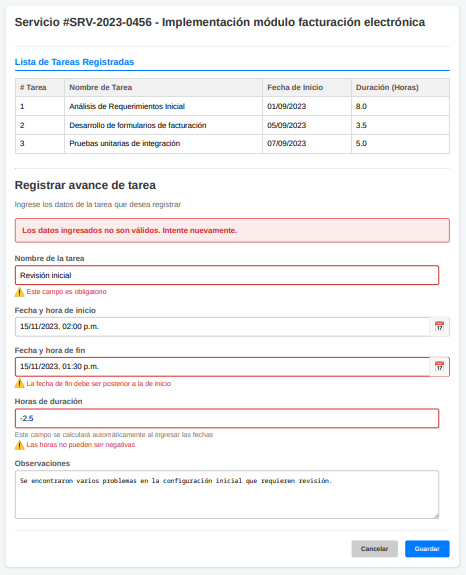 Servicio #SRV-2023-0456 - Implementación módulo facturación electrónica
Lista de Tareas Registradas
# Tarea Nombre de Tarea Fecha de Inicio Duración (Horas)
1 Análisis de Requerimientos Inicial 01/09/2023 8.0
2 Desarrollo de formularios de facturación 05/09/2023 3.5
3 Pruebas unitarias de integración 07/09/2023 5.0
Registrar avance de tarea
Ingrese los datos de la tarea que desea registrar
Los datos ingresados no son válidos. Intente nuevamente.
Nombre de la tarea
Revisión inicial
⚠️ Este campo es obligatorio
Fecha y hora de inicio
15/11/2023, 02:00 p.m.
Fecha y hora de fin
15/11/2023, 01:30 p.m.
⚠️ La fecha de fin debe ser posterior a la de inicio
Horas de duración
-2.5
Este campo se calculará automáticamente al ingresar las fechas
⚠️ Las horas no pueden ser negativas
Observaciones
Se encontraron varios problemas en la configuración inicial que requieren revisión.
Cancelar Guardar